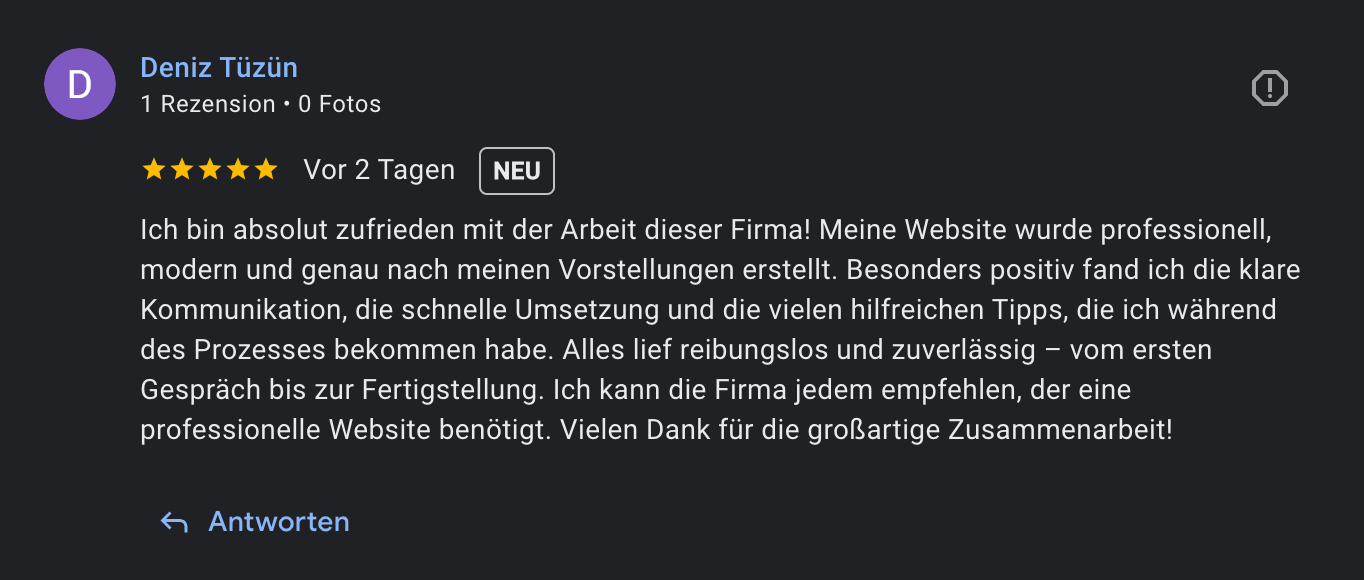 D
Deniz Tüzün
1 Rezension • 0 Fotos
Vor 2 Tagen NEU
Ich bin absolut zufrieden mit der Arbeit dieser Firma! Meine Website wurde professionell,
modern und genau nach meinen Vorstellungen erstellt. Besonders positiv fand ich die klare
Kommunikation, die schnelle Umsetzung und die vielen hilfreichen Tipps, die ich während
des Prozesses bekommen habe. Alles lief reibungslos und zuverlässig – vom ersten
Gespräch bis zur Fertigstellung. Ich kann die Firma jedem empfehlen, der eine
professionelle Website benötigt. Vielen Dank für die großartige Zusammenarbeit!
Antworten